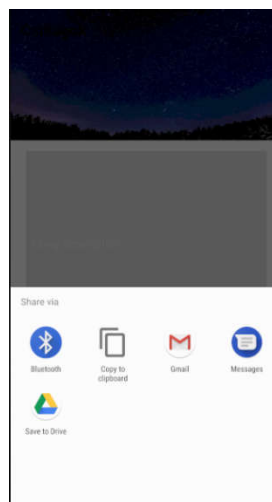 Share via
Bluetooth
Copy to
clipboard
Gmail
Messages
Save to Drive